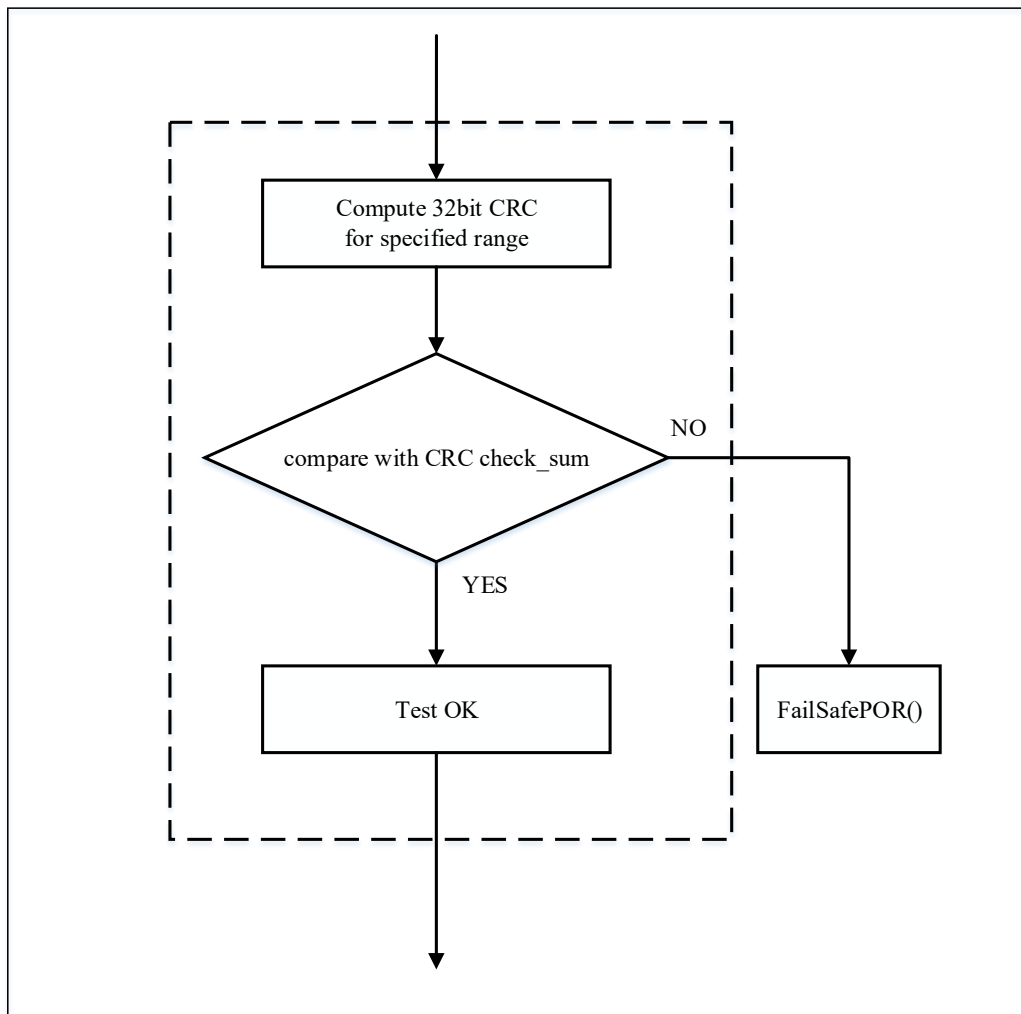 Compute 32bit CRC
for specified range
compare with CRC check_sum
NO
YES
Test OK
FailSafePOR()